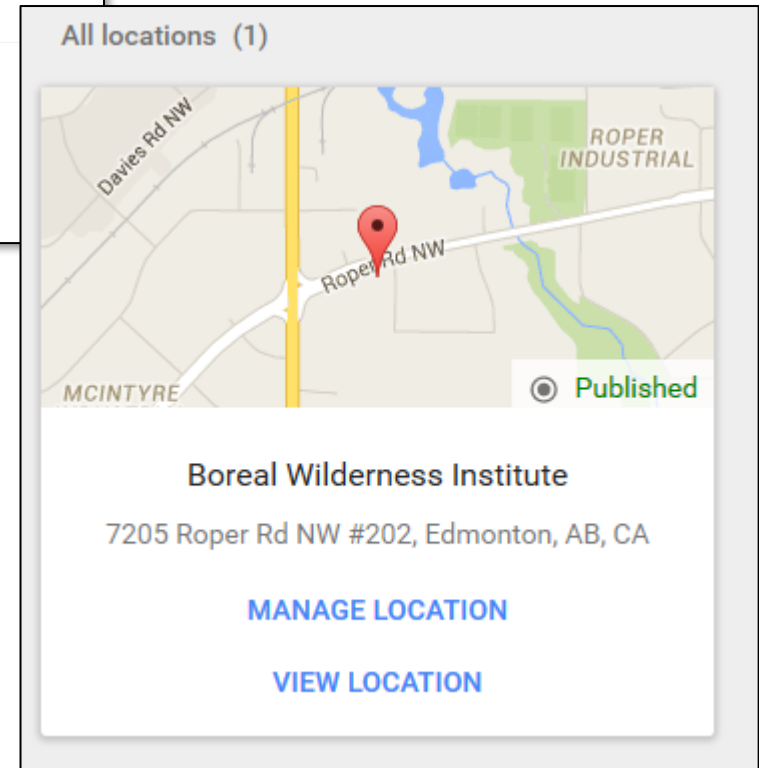 All locations (1)
Davies Rd NW
ROPER
INDUSTRIAL
Roper Rd NW
MCINTYRE
Published
Boreal Wilderness Institute
7205 Roper Rd NW #202, Edmonton, AB, CA
MANAGE LOCATION
VIEW LOCATION